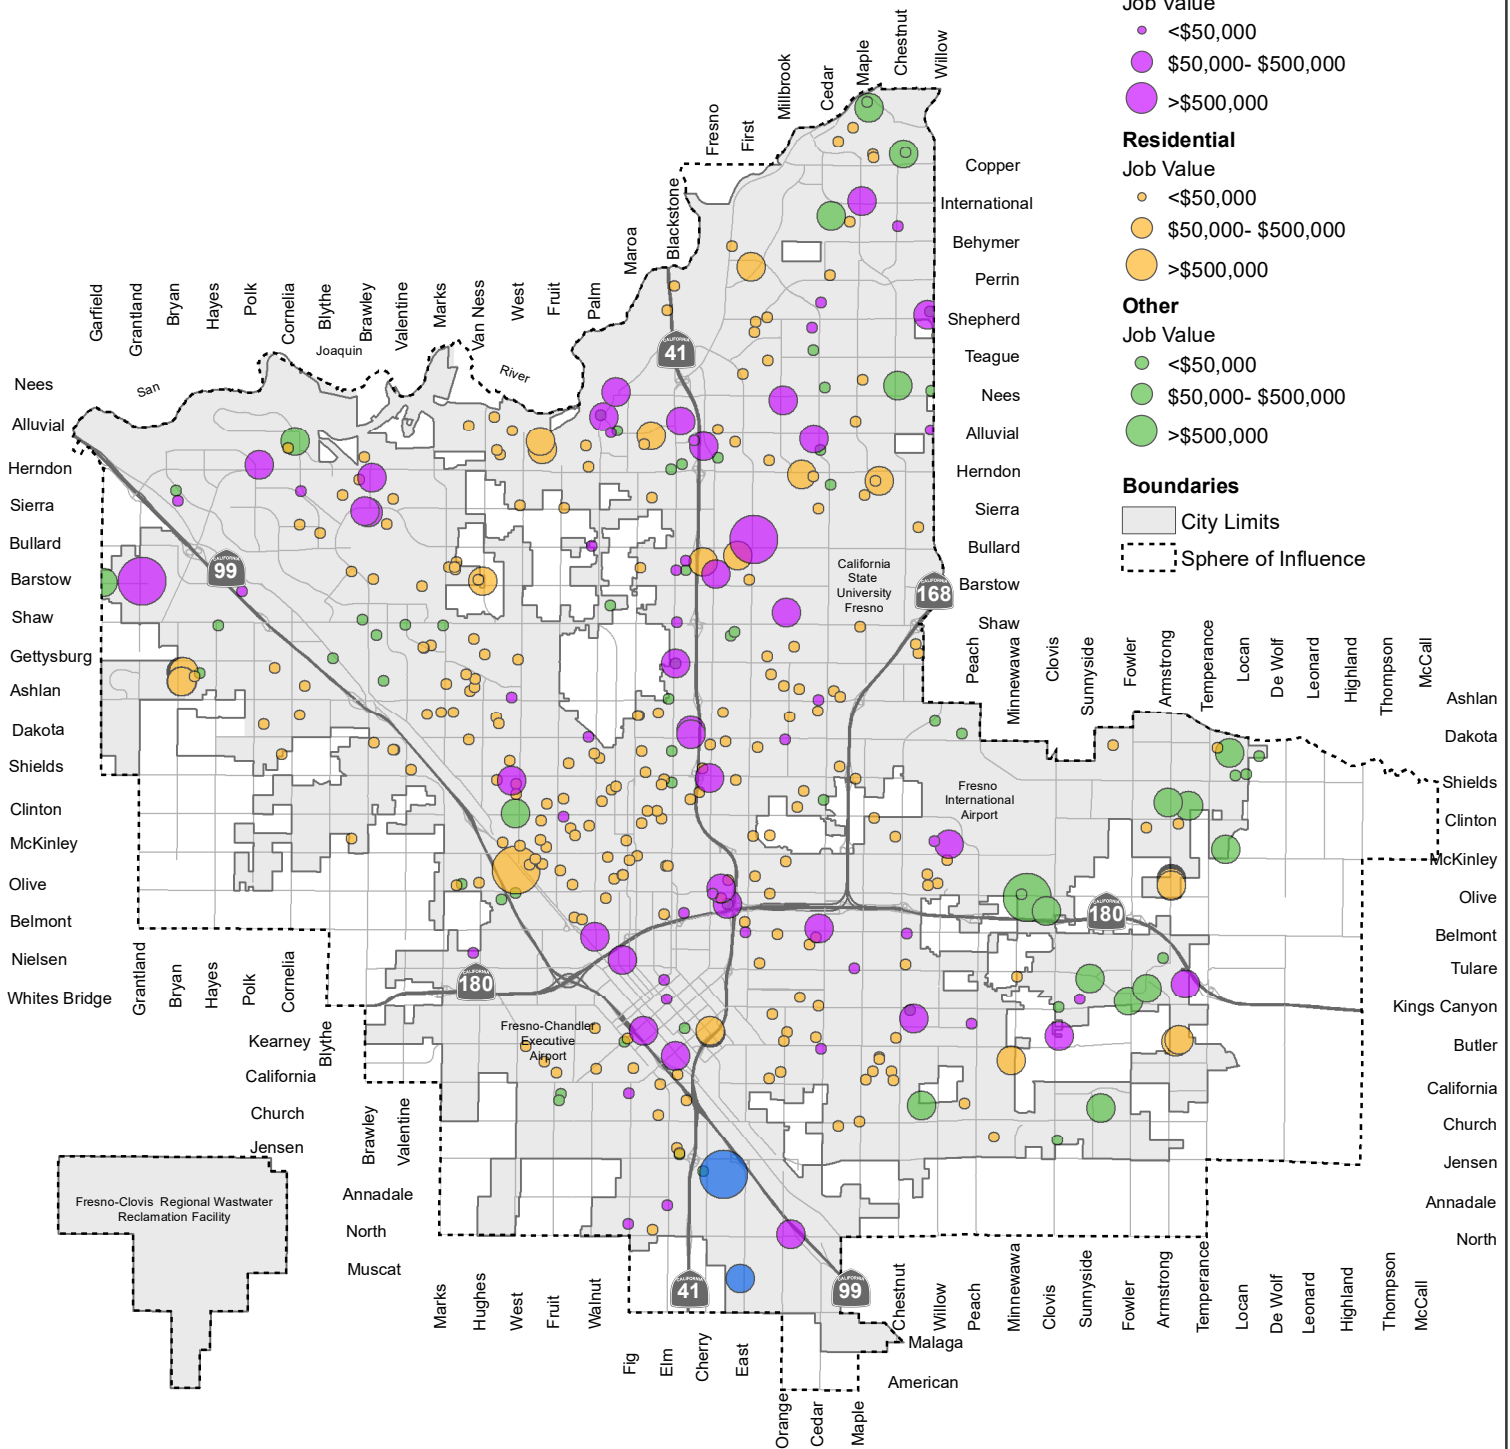 Job Value
<$50,000
$50,000- $500,000
>$500,000
Residential
Job Value
<$50,000
$50,000- $500,000
>$500,000
Other
Job Value
<$50,000
$50,000- $500,000
>$500,000
Boundaries
City Limits
Sphere of Influence
Fresno
First
Millbrook
Cedar
Maple
Chestnut
Willow
Blackstone
Maroa
Copper
International
Behymer
Perrin
Shepherd
Teague
Nees
Alluvial
Herndon
Sierra
Bullard
Barstow
Shaw
Garfield
Grantland
Bryan
Hayes
Polk
Cornelia
Blythe
Brawley
Valentine
Marks
Van Ness
West
Fruit
Palm
San
Joaquin
River
Nees
Alluvial
Herndon
Sierra
Bullard
Barstow
Shaw
Gettysburg
Ashlan
Dakota
Shields
Clinton
McKinley
Olive
Belmont
Nielsen
Whites Bridge
CALIFORNIA
41
CALIFORNIA
99
CALIFORNIA
168
California
State
University
Fresno
Peach
Minnewawa
Clovis
Sunnyside
Fowler
Armstrong
Temperance
Locan
De Wolf
Leonard
Highland
Thompson
McCall
Ashlan
Dakota
Shields
Clinton
McKinley
Olive
Belmont
Tulare
Kings Canyon
Butler
California
Church
Jensen
Annadale
North
Fresno
International
Airport
CALIFORNIA
180
CALIFORNIA
180
Grantland
Bryan
Hayes
Polk
Cornelia
Blythe
Kearney
California
Church
Jensen
Brawley
Valentine
Annadale
North
Muscat
Fresno-Chandler
Executive
Airport
Fresno-Clovis Regional Wastwater
Reclamation Facility
Marks
Hughes
West
Fruit
Walnut
Fig
Elm
Cherry
East
Orange
Cedar
Maple
CALIFORNIA
41
CALIFORNIA
99
Malaga
American
Chestnut
Willow
Peach
Minnewawa
Clovis
Sunnyside
Fowler
Armstrong
Temperance
Locan
De Wolf
Leonard
Highland
Thompson
McCall